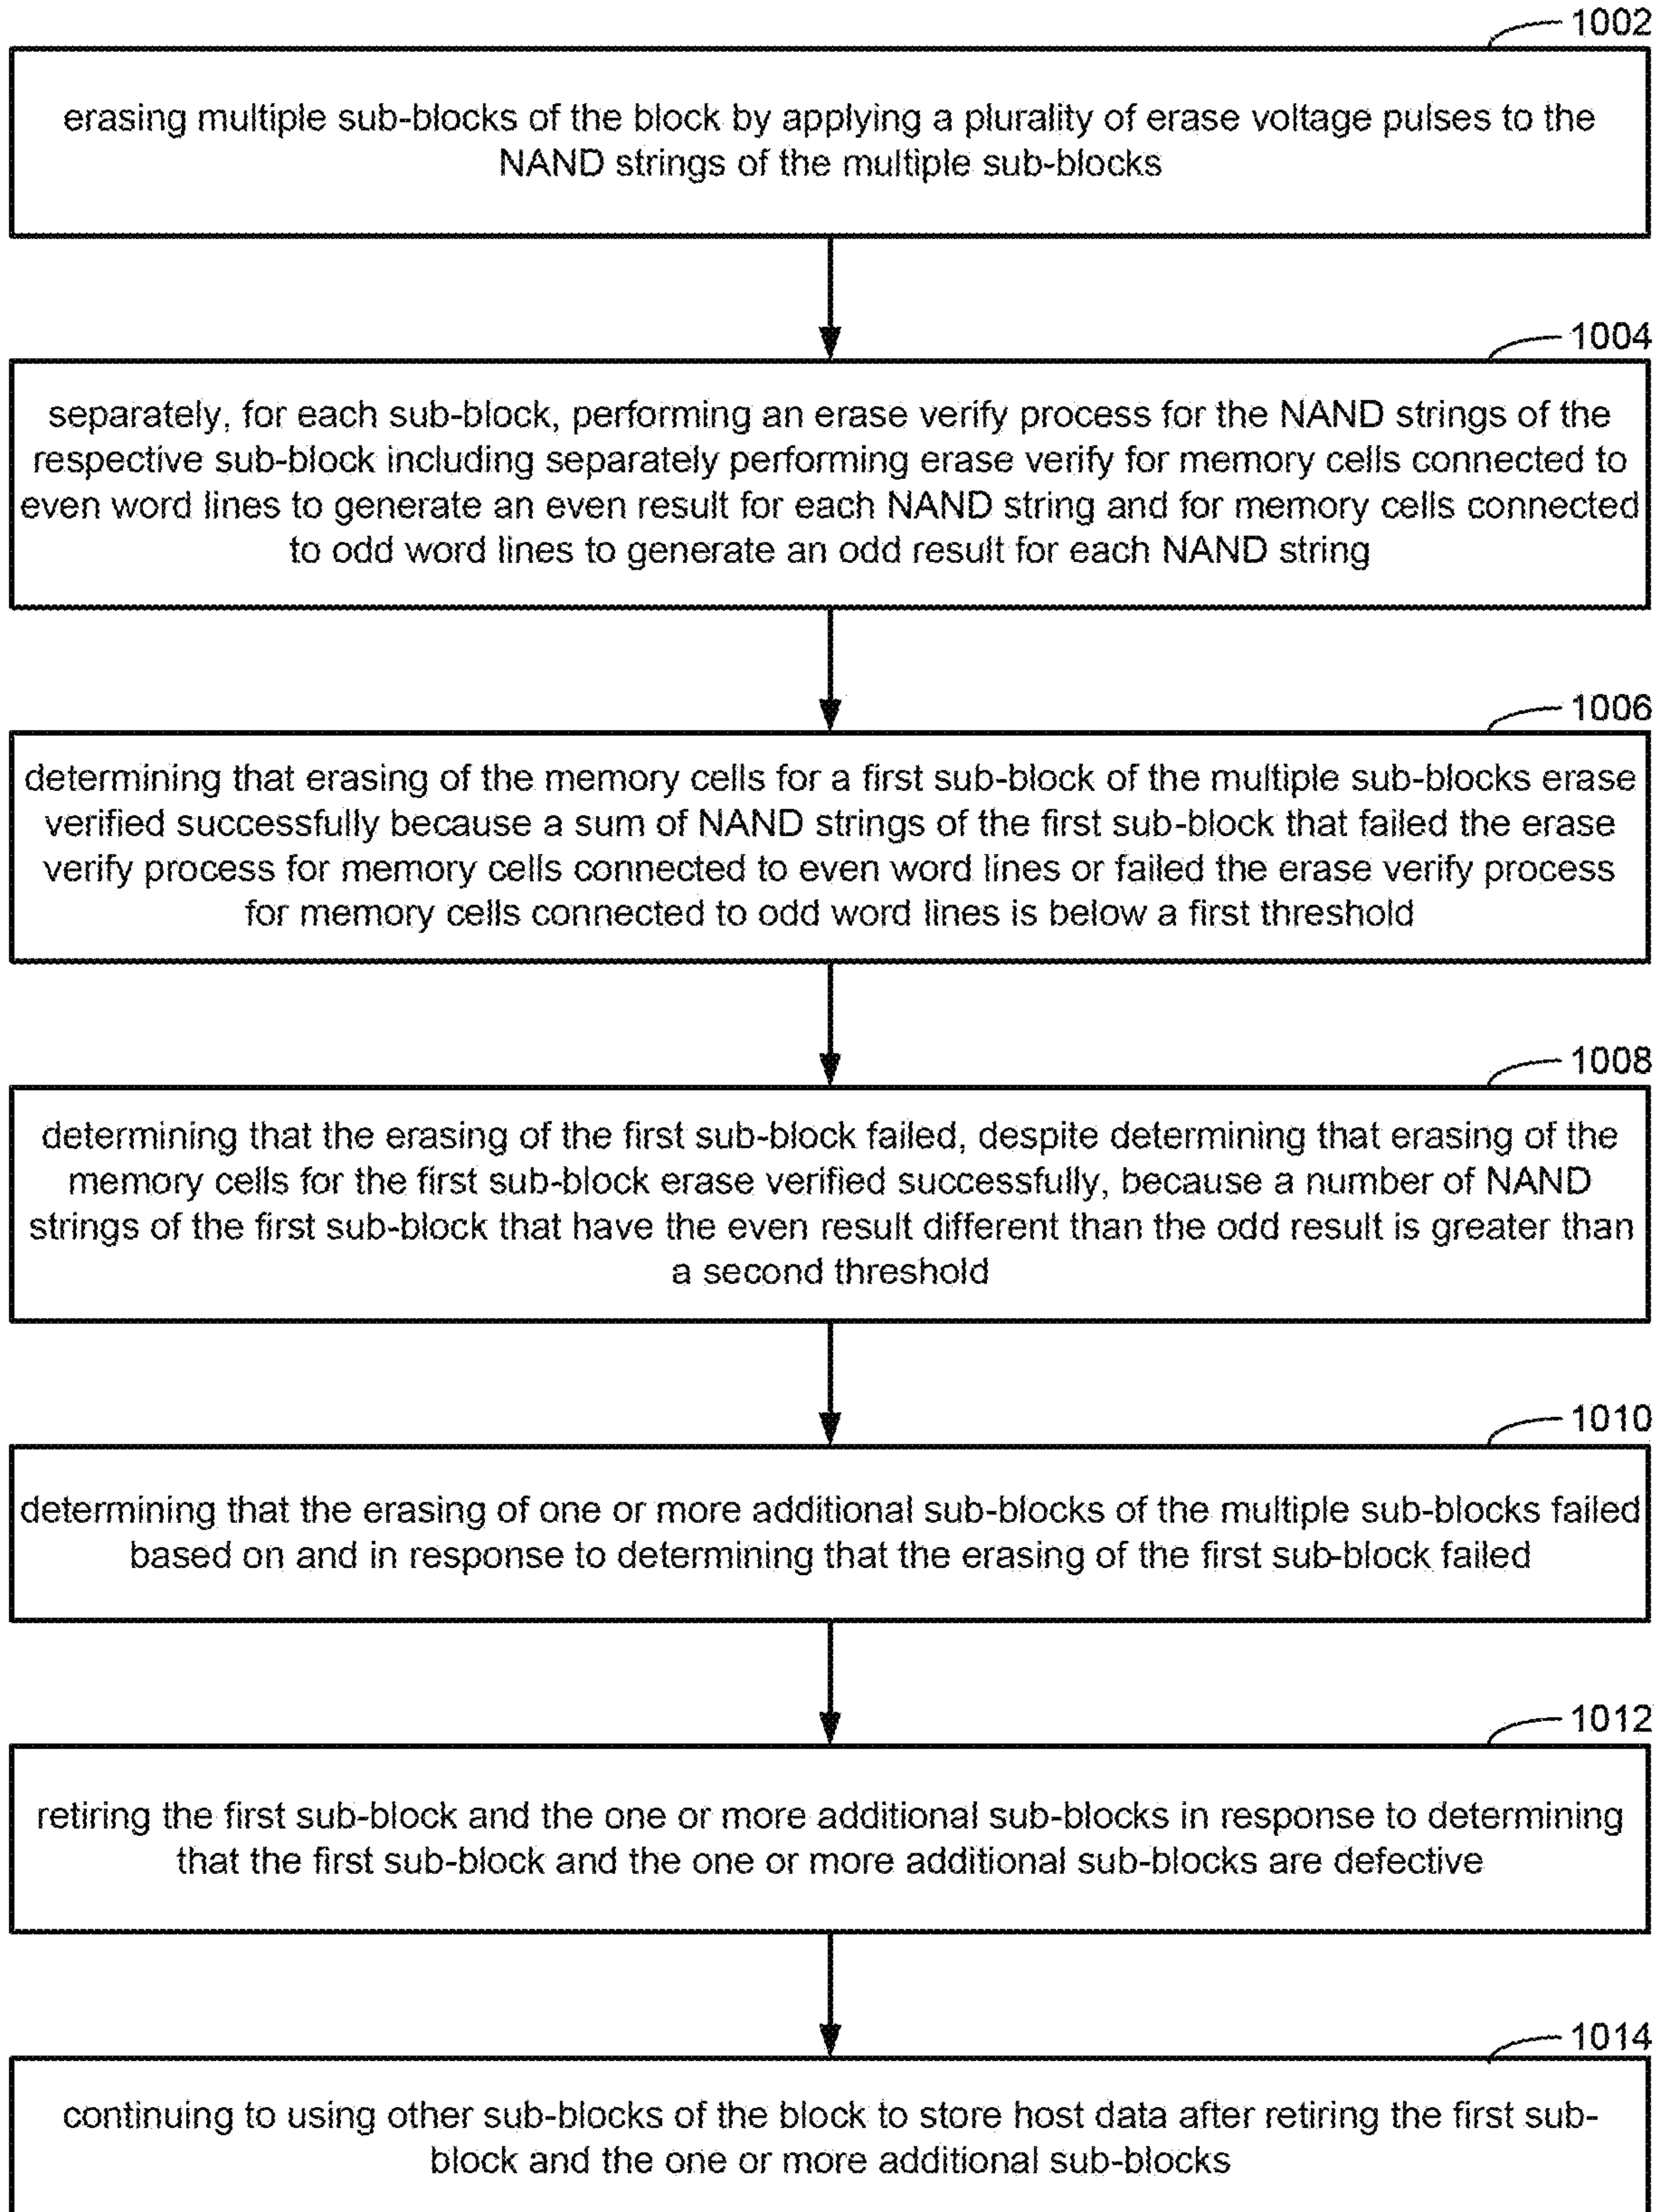 1002
erasing multiple sub-blocks of the block by applying a plurality of erase voltage pulses to the
NAND strings of the multiple sub-blocks
1004
separately, for each sub-block, performing an erase verify process for the NAND strings of the
respective sub-block including separately performing erase verify for memory cells connected to
even word lines to generate an even result for each NAND string and for memory cells connected
to odd word lines to generate an odd result for each NAND string
1006
determining that erasing of the memory cells for a first sub-block of the multiple sub-blocks erase
verified successfully because a sum of NAND strings of the first sub-block that failed the erase
verify process for memory cells connected to even word lines or failed the erase verify process
for memory cells connected to odd word lines is below a first threshold
1008
determining that the erasing of the first sub-block failed, despite determining that erasing of the
memory cells for the first sub-block erase verified successfully, because a number of NAND
strings of the first sub-block that have the even result different than the odd result is greater than
a second threshold
1010
determining that the erasing of one or more additional sub-blocks of the multiple sub-blocks failed
based on and in response to determining that the erasing of the first sub-block failed
1012
retiring the first sub-block and the one or more additional sub-blocks in response to determining
that the first sub-block and the one or more additional sub-blocks are defective
1014
continuing to using other sub-blocks of the block to store host data after retiring the first sub-
block and the one or more additional sub-blocks